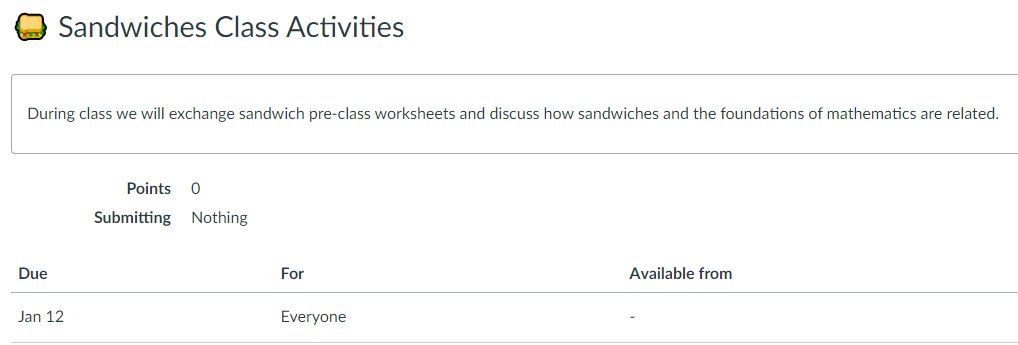 Sandwiches Class Activities
During class we will exchange sandwich pre-class worksheets and discuss how sandwiches and the foundations of mathematics are related.
Points 0
Submitting Nothing
Due For Available from
Jan 12 Everyone -